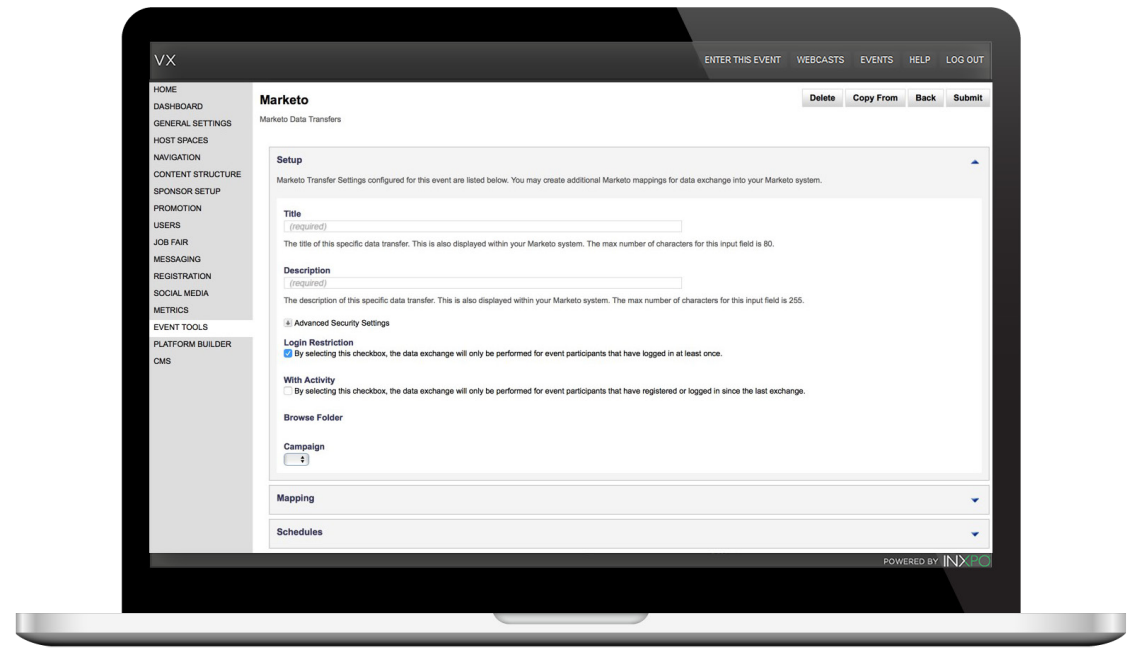 VX
ENTER THIS EVENT WEBCASTS EVENTS HELP LOG OUT
HOME
DASHBOARD
GENERAL SETTINGS
HOST SPACES
NAVIGATION
CONTENT STRUCTURE
SPONSOR SETUP
PROMOTION
USERS
JOB FAIR
MESSAGING
REGISTRATION
SOCIAL MEDIA
METRICS
EVENT TOOLS
PLATFORM BUILDER
CMS
Marketo
Delete Copy From Back Submit
Marketo Data Transfers
Setup
Marketo Transfer Settings configured for this event are listed below. You may create additional Marketo mappings for data exchange into your Marketo system.
Title
(required)
The title of this specific data transfer. This is also displayed within your Marketo system. The max number of characters for this input field is 80.
Description
(required)
The description of this specific data transfer. This is also displayed within your Marketo system. The max number of characters for this input field is 255.
Advanced Security Settings
Login Restriction
By selecting this checkbox, the data exchange will only be performed for event participants that have logged in at least once.
With Activity
By selecting this checkbox, the data exchange will only be performed for event participants that have registered or logged in since the last exchange.
Browse Folder
Campaign
Mapping
Schedules
POWERED BY INXPO